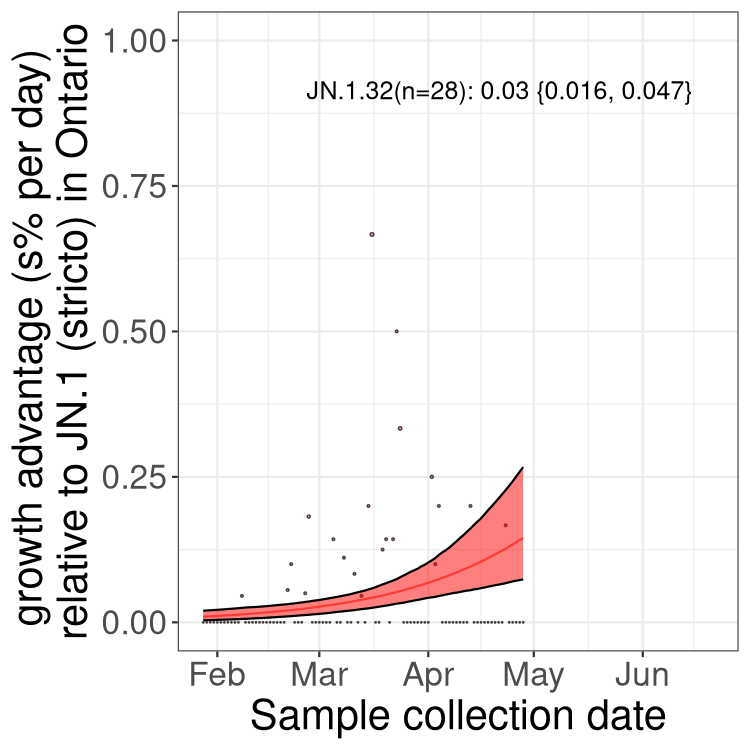 growth advantage (s% per day)
relative to JN.1 (stricto) in Ontario
1.00
0.75
0.50
0.25
0.00
JN.1.32(n=28): 0.03 {0.016, 0.047}
Feb Mar Apr May Jun
Sample collection date